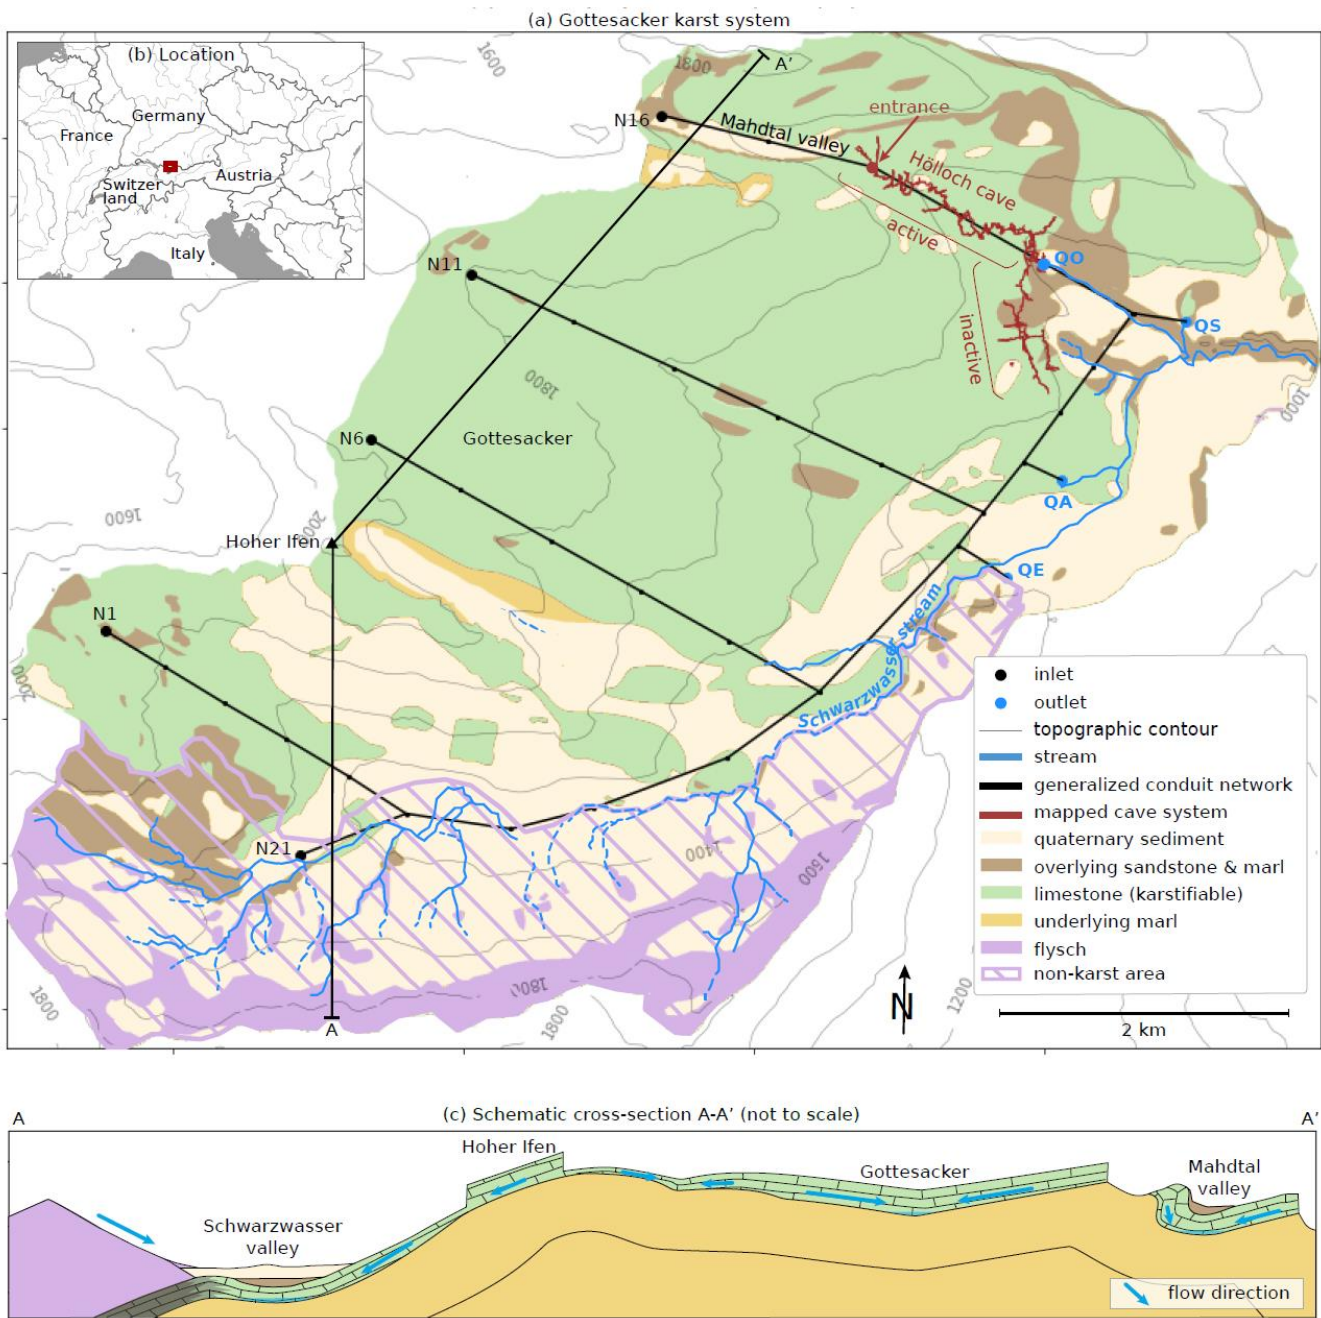 (a) Gottesacker karst system
(b) Location
Germany
France
Austria
Switzer
land
Italy
1600
1800
A'
N16
Mahdtal valley
entrance
Hölloch cave
active
inactive
QO
QS
N11
1800
1000
N6
Gottesacker
QA
1600
2000
Hoher Ifen
QE
N1
2000
Schwarzwasser stream
N21
1400
1600
1800
1800
1800
1200
A
N
inlet
outlet
topographic contour
stream
generalized conduit network
mapped cave system
quaternary sediment
overlying sandstone & marl
limestone (karstifiable)
underlying marl
flysch
non-karst area
2 km
A
(c) Schematic cross-section A-A' (not to scale)
A'
Hoher Ifen
Gottesacker
Mahdtal
valley
Schwarzwasser
valley
flow direction